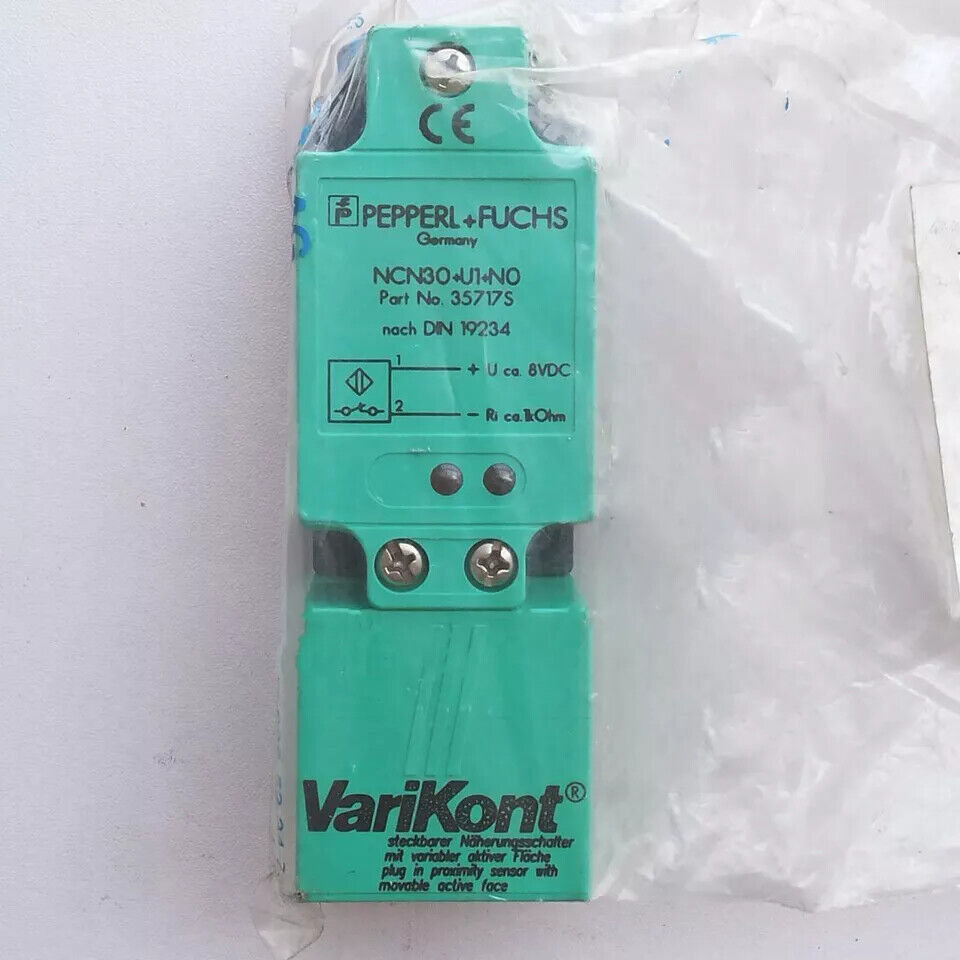 CE
PEPPERL+FUCHS
Germany
NCN30+U1+N0
Part No. 35717S
nach DIN 19234
1 + U ca. 8VDC
2 - Ri ca. 1kOhm
VariKont®
steckbarer Näherungsschalter
mit variabler aktiver Fläche
plug in proximity sensor with
movable active face